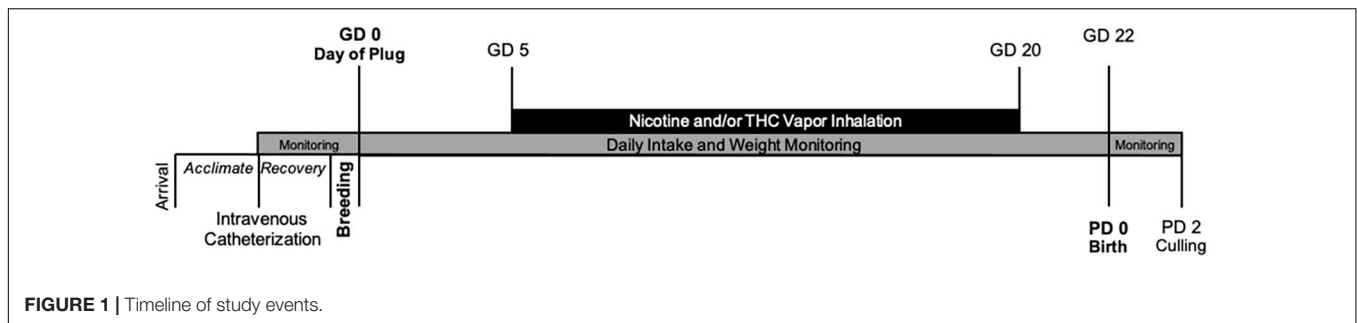 GD 0
Day of Plug
GD 5
GD 20
GD 22
Nicotine and/or THC Vapor Inhalation
Monitoring
Daily Intake and Weight Monitoring
Monitoring
Arrival
Acclimate
Recovery
Breeding
Intravenous
Catheterization
PD 0
Birth
PD 2
Culling
FIGURE 1 | Timeline of study events.